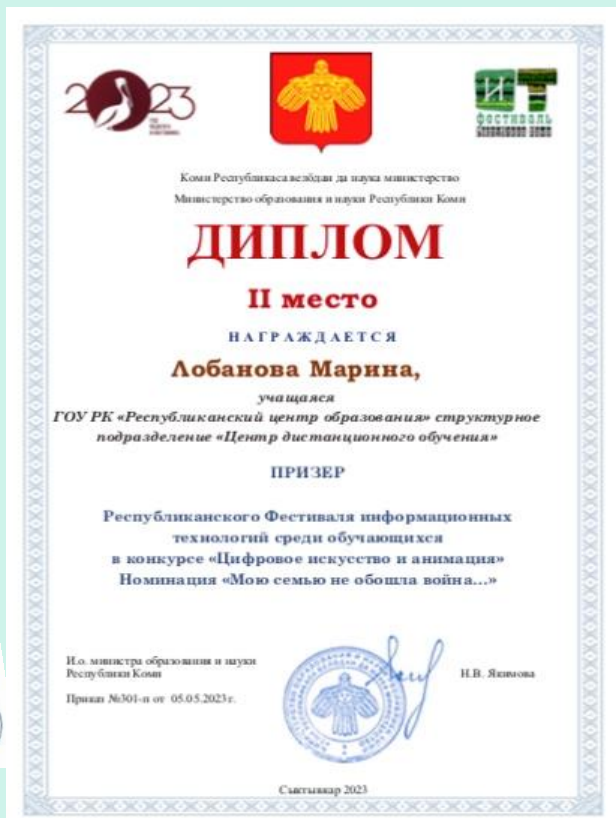 2023
ИТ
фестиваль
Коми Республикаса велӧдан да наука министерство
Министерство образования и науки Республики Коми
ДИПЛОМ
II место
НАГРАЖДАЕТСЯ
Лобанова Марина,
учащаяся
ГОУ РК «Республиканский центр образования» структурное
подразделение «Центр дистанционного обучения»
ПРИЗЕР
Республиканского Фестиваля информационных
технологий среди обучающихся
в конкурсе «Цифровое искусство и анимация»
Номинация «Мою семью не обошла война...»
И.о. министра образования и науки
Республики Коми
Н.В. Якимова
Приказ №301-п от 05.05.2023г.
Сыктывкар 2023